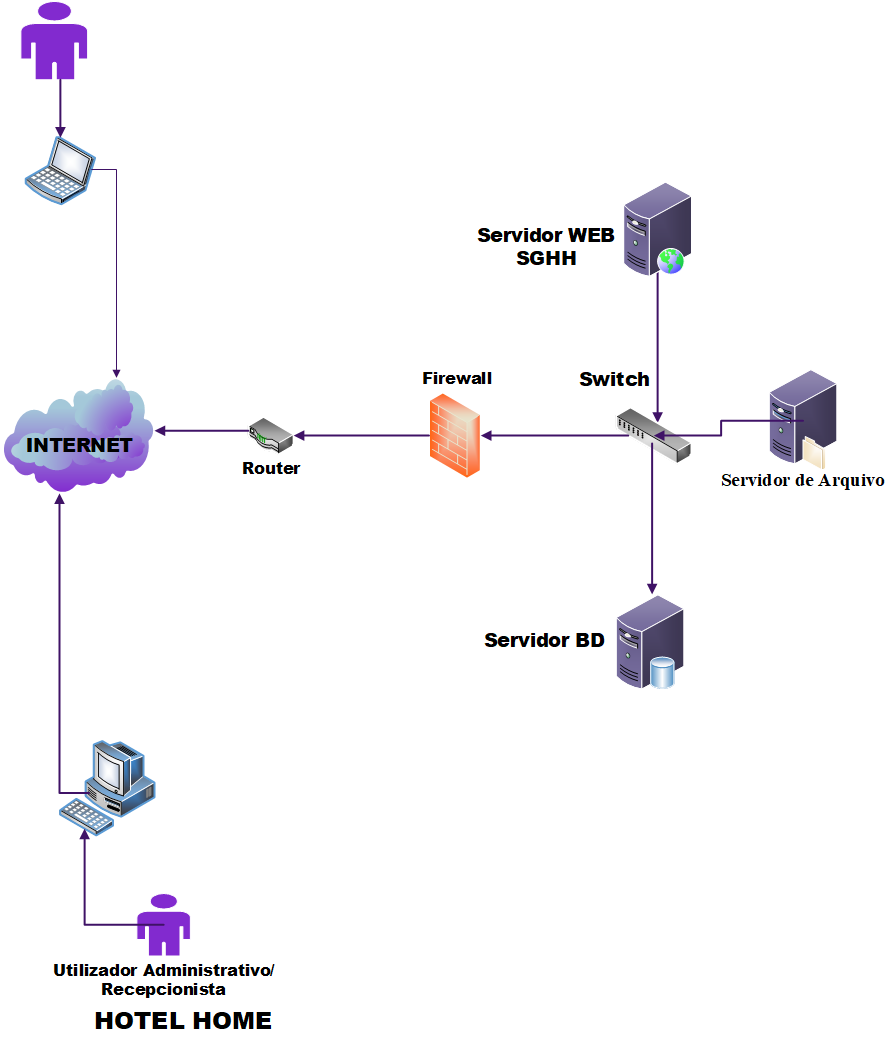 Servidor WEB
SGHH
Firewall
Switch
INTERNET
Router
Servidor de Arquivo
Servidor BD
Utilizador Administrativo/
Recepcionista
HOTEL HOME